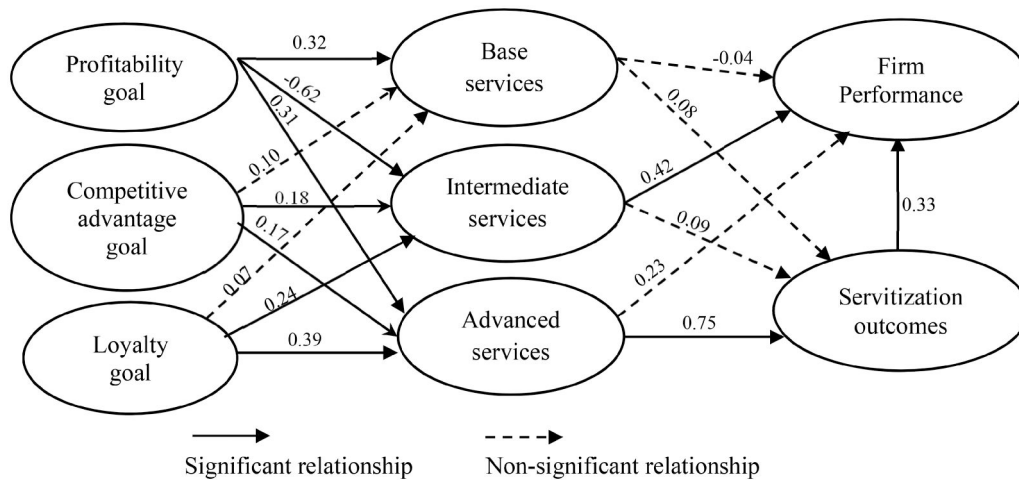 Profitability
goal
Competitive
advantage
goal
Loyalty
goal
0.32
-0.62
0.31
0.10
0.18
0.17
0.07
0.24
0.39
Base
services
Intermediate
services
Advanced
services
-0.04
0.08
0.42
0.09
0.23
0.75
Firm
Performance
0.33
Servitization
outcomes
Significant relationship
Non-significant relationship